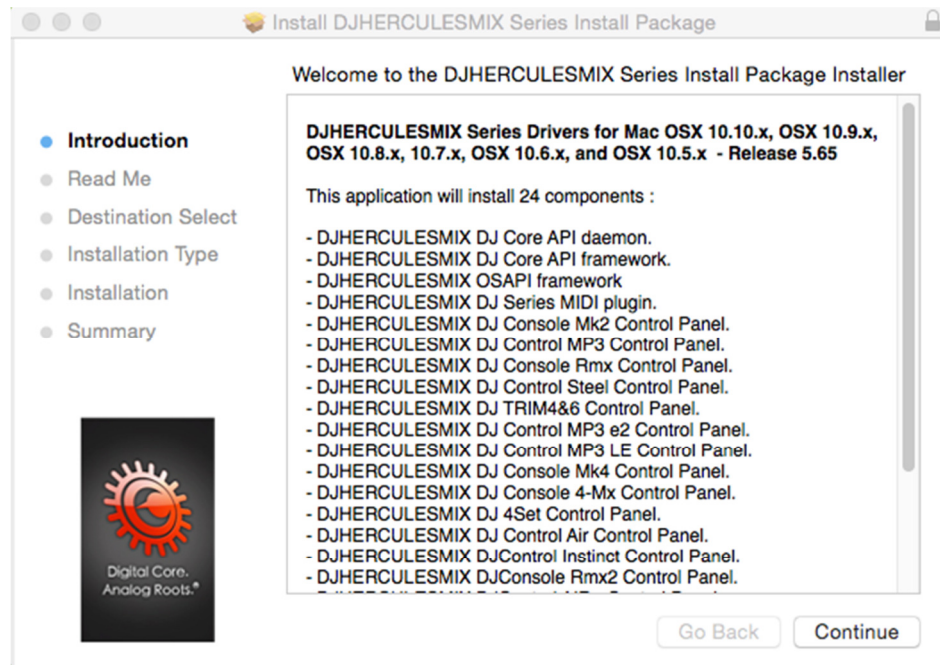 Install DJHERCULESMIX Series Install Package
Welcome to the DJHERCULESMIX Series Install Package Installer
Introduction
Read Me
Destination Select
Installation Type
Installation
Summary
DJHERCULESMIX Series Drivers for Mac OSX 10.10.x, OSX 10.9.x,
OSX 10.8.x, 10.7.x, OSX 10.6.x, and OSX 10.5.x - Release 5.65
This application will install 24 components :
- DJHERCULESMIX DJ Core API daemon.
- DJHERCULESMIX DJ Core API framework.
- DJHERCULESMIX OSAPI framework
- DJHERCULESMIX DJ Series MIDI plugin.
- DJHERCULESMIX DJ Console Mk2 Control Panel.
- DJHERCULESMIX DJ Control MP3 Control Panel.
- DJHERCULESMIX DJ Console Rmx Control Panel.
- DJHERCULESMIX DJ Control Steel Control Panel.
- DJHERCULESMIX DJ TRIM4&6 Control Panel.
- DJHERCULESMIX DJ Control MP3 e2 Control Panel.
- DJHERCULESMIX DJ Control MP3 LE Control Panel.
- DJHERCULESMIX DJ Console Mk4 Control Panel.
- DJHERCULESMIX DJ Console 4-Mx Control Panel.
- DJHERCULESMIX DJ 4Set Control Panel.
- DJHERCULESMIX DJ Control Air Control Panel.
- DJHERCULESMIX DJControl Instinct Control Panel.
- DJHERCULESMIX DJConsole Rmx2 Control Panel.
Digital Core.
Analog Roots.®
Go Back
Continue